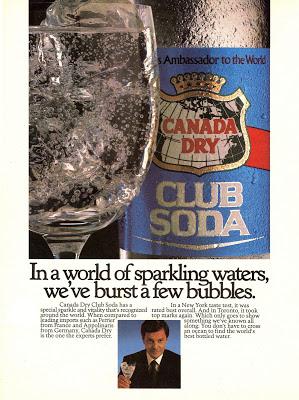 s Ambassador to the World
CANADA
DRY
CLUB
SODA
In a world of sparkling waters,
we've burst a few bubbles.
Canada Dry Club Soda has a
special sparkle and vitality that's recognized
around the world. When compared to
leading imports such as Perrier
from France and Appolinaris
from Germany, Canada Dry
is the one the experts prefer.
In a New York taste test, it was
rated best overall. And in Toronto, it took
top marks again. Which only goes to show
something we've known all
along: You don't have to cross
an ocean to find the world's
best bottled water.